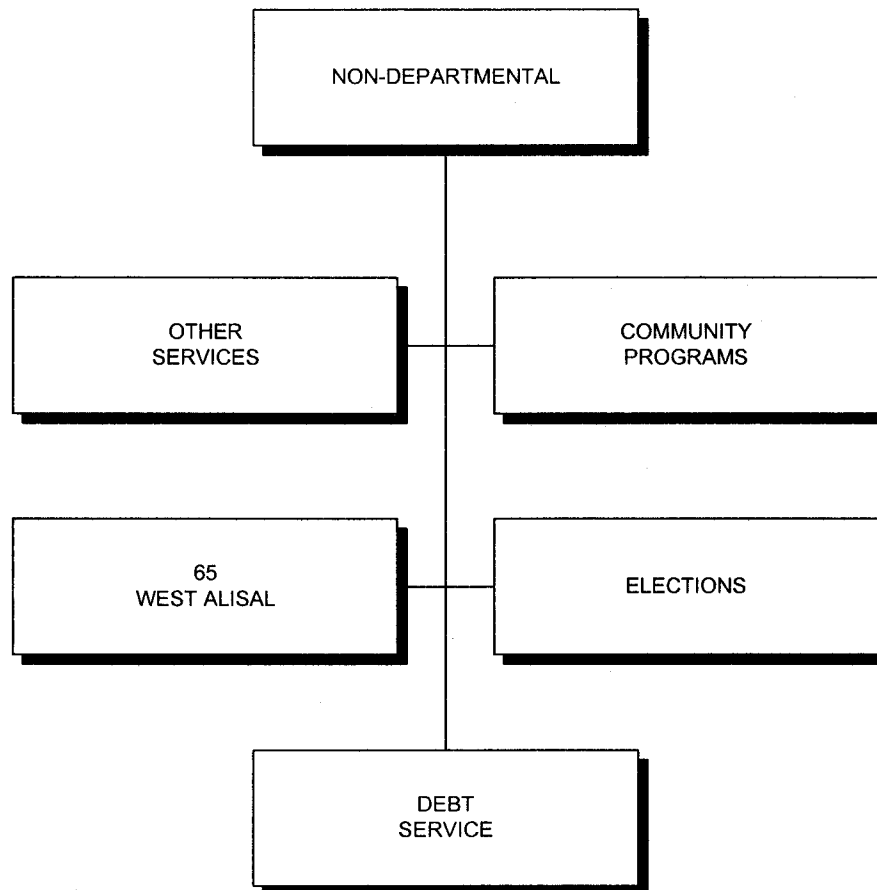 NON-DEPARTMENTAL
OTHER
SERVICES
COMMUNITY
PROGRAMS
65
WEST ALISAL
ELECTIONS
DEBT
SERVICE